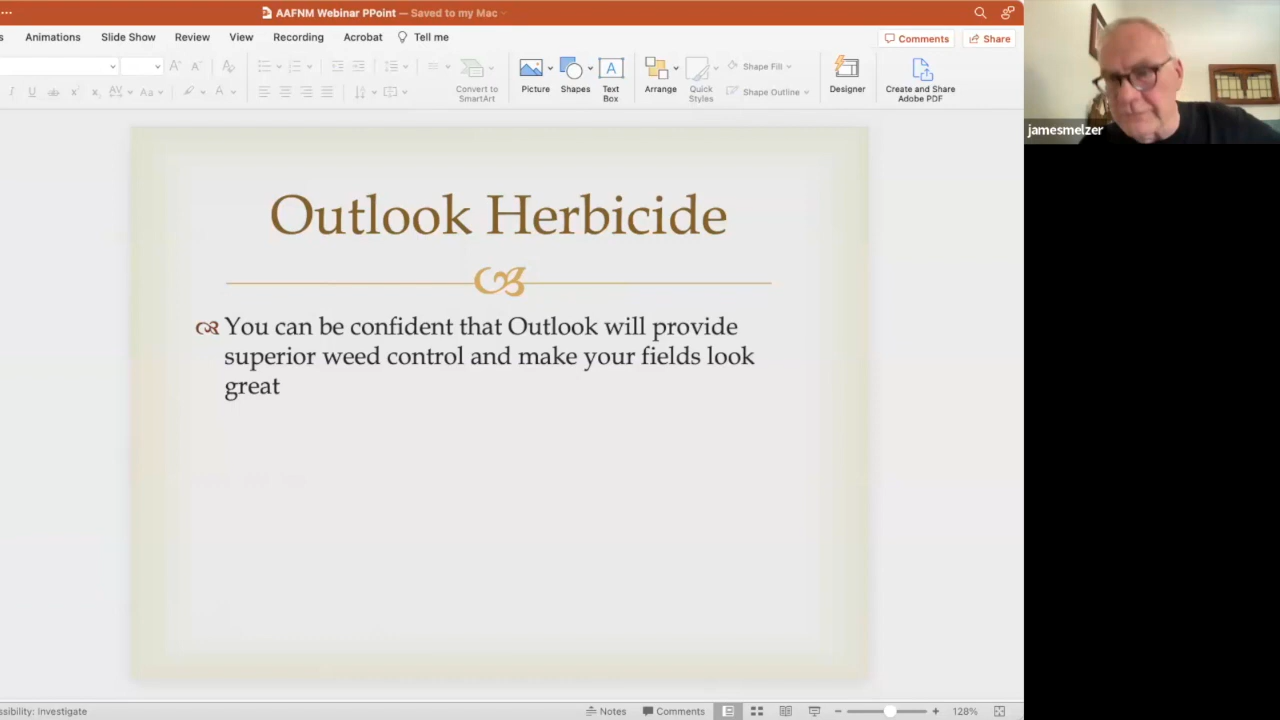 AAFNM Webinar PPoint — Saved to my Mac
Animations Slide Show Review View Recording Acrobat Tell me
Comments Share
Convert to
SmartArt
Picture Shapes Text
Box
Arrange Quick
Styles
Shape Fill
Shape Outline
Designer
Create and Share
Adobe PDF
jamesmelzer
Outlook Herbicide
You can be confident that Outlook will provide
superior weed control and make your fields look
great
ssibility: Investigate
Notes Comments 128%